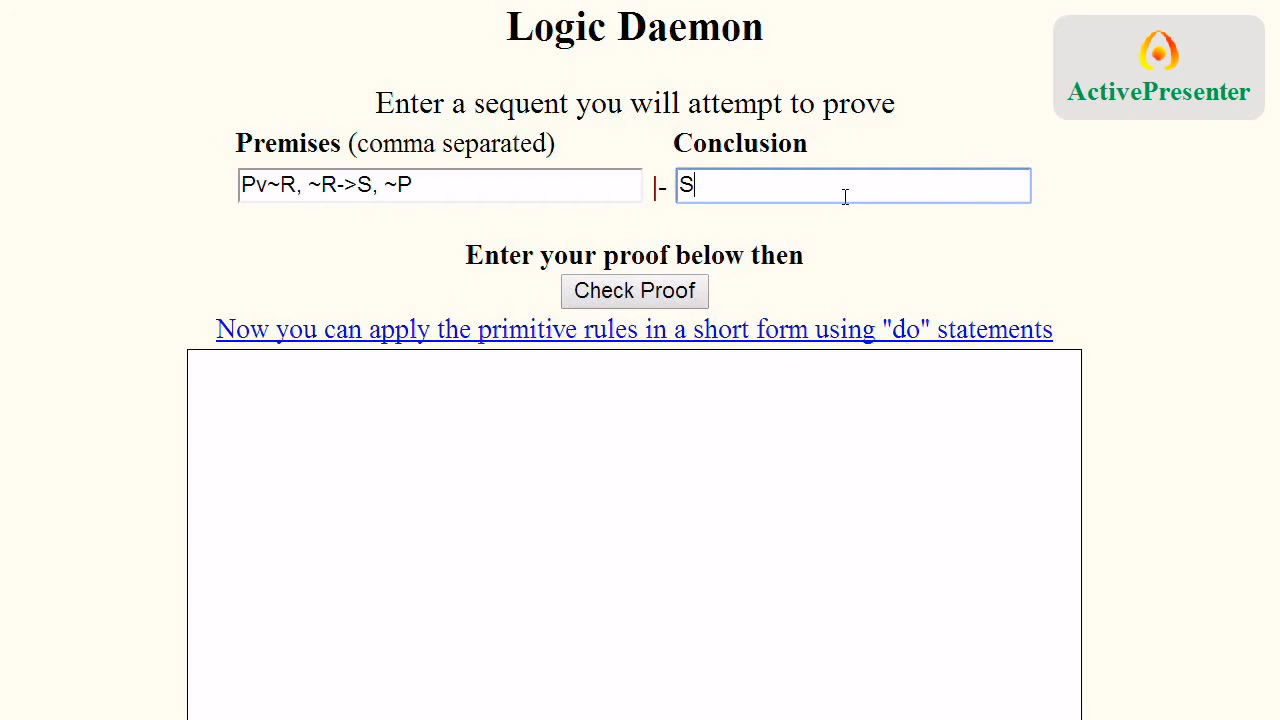 Logic Daemon
ActivePresenter
Enter a sequent you will attempt to prove
Premises (comma separated) Conclusion
Pv~R, ~R->S, ~P |- S
Enter your proof below then
Check Proof
Now you can apply the primitive rules in a short form using "do" statements